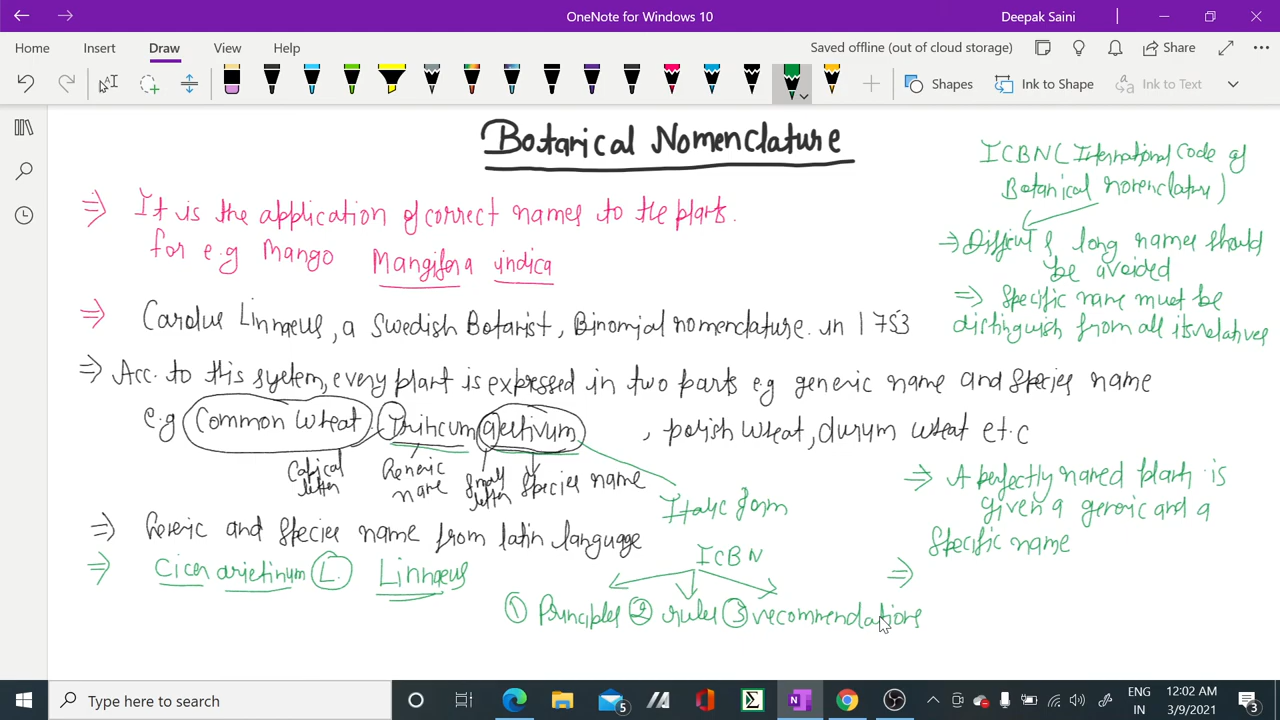 OneNote for Windows 10
Deepak Saini
Home Insert Draw View Help
Saved offline (out of cloud storage)
Share
Shapes
Ink to Shape
Ink to Text
Botanical Nomenclature
⇒ It is the application of correct names to the plants.
for e.g Mango Mangifera indica
⇒ Carolus Linnaeus, a Swedish Botanist, Binomial nomenclature in 1753
⇒ Acc. to this system, every plant is expressed in two parts e.g generic name and species name
e.g Common Wheat Triticum aestivum , polish wheat, durum wheat et.c
Capical letter
Generic name
Small letter
Species name
Italic form
⇒ Generic and Species name from latin language
⇒ Cicer arietinum L. Linnaeus
ICBN
① Principles ② rules ③ recommendations
ICBN (International Code of
Botanical nomenclature)
⇒ Difficult & long names should
be avoided
⇒ Specific name must be
distinguish from all its relatives
⇒ A perfectly named plant is
given a generic and a
Specific name
⇒
Type here to search
5
ENG
IN
12:02 AM
3/9/2021
3